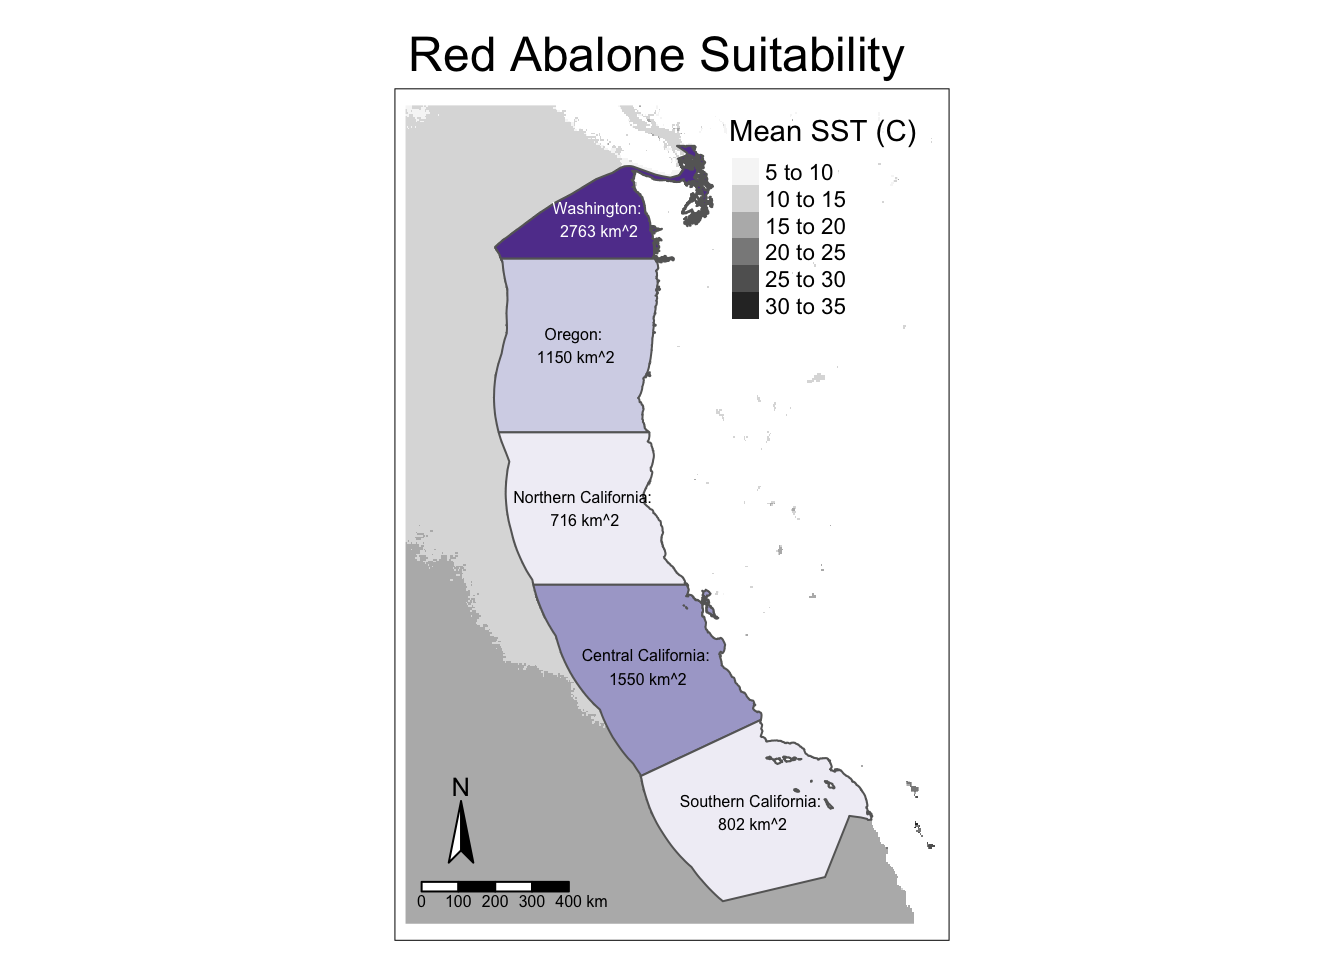 Red Abalone Suitability
Mean SST (C)
5 to 10
10 to 15
15 to 20
20 to 25
25 to 30
30 to 35
Washington:
2763 km^2
Oregon:
1150 km^2
Northern California:
716 km^2
Central California:
1550 km^2
Southern California:
802 km^2
N
0 100 200 300 400 km